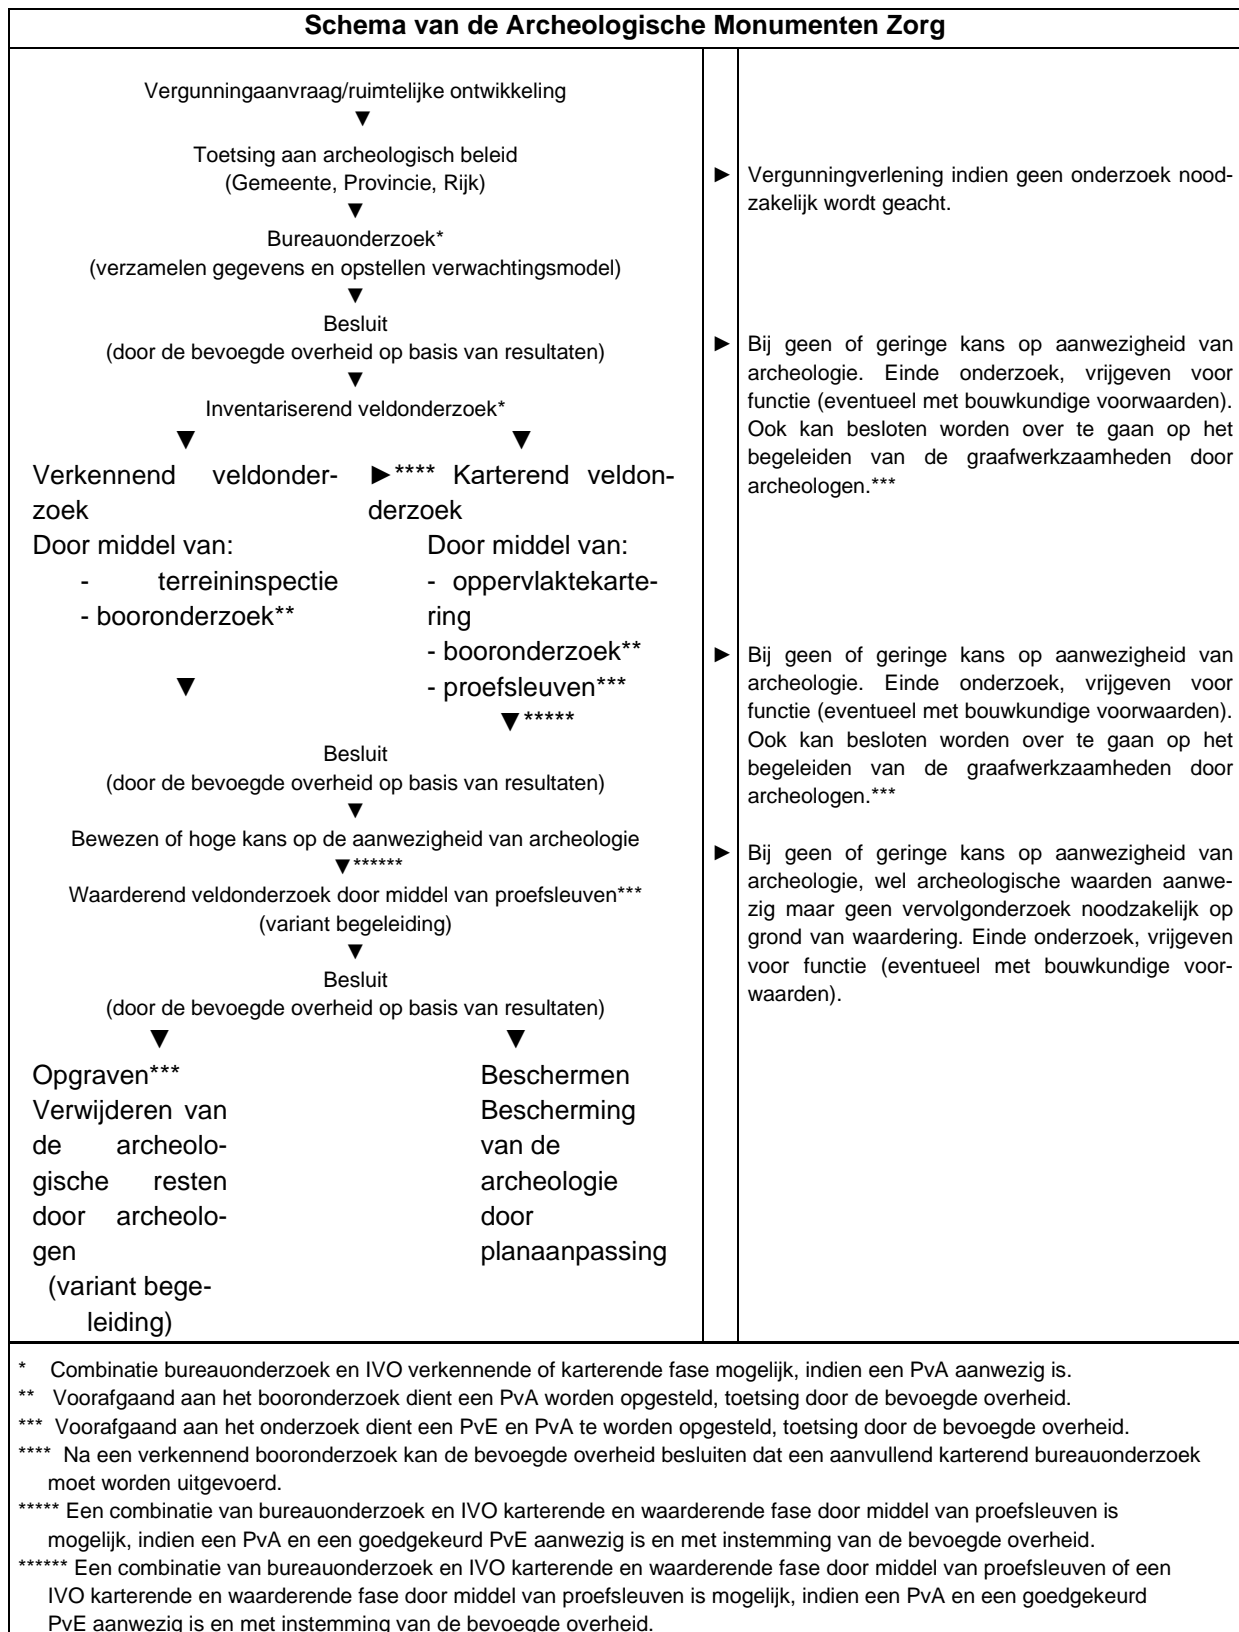 Schema van de Archeologische Monumenten Zorg
Vergunningaanvraag/ruimtelijke ontwikkeling
▼
Toetsing aan archeologisch beleid
(Gemeente, Provincie, Rijk)
▼
Bureauonderzoek*
(verzamelen gegevens en opstellen verwachtingsmodel)
▼
Besluit
(door de bevoegde overheid op basis van resultaten)
▼
Inventariserend veldonderzoek*
▼ ▼
Verkennend veldonder-
zoek
Door middel van:
- terreininspectie
- booronderzoek**
▼
►**** Karterend veldon-
derzoek
Door middel van:
- oppervlaktekarte-
ring
- booronderzoek**
- proefsleuven***
▼*****
Besluit
(door de bevoegde overheid op basis van resultaten)
▼
Bewezen of hoge kans op de aanwezigheid van archeologie
▼******
Waarderend veldonderzoek door middel van proefsleuven***
(variant begeleiding)
▼
Besluit
(door de bevoegde overheid op basis van resultaten)
▼ ▼
Opgraven***
Verwijderen van
de archeolo-
gische resten
door archeolo-
gen
(variant bege-
leiding)
Beschermen
Bescherming
van de
archeologie
door
planaanpassing
► Vergunningverlening indien geen onderzoek nood-
zakelijk wordt geacht.
► Bij geen of geringe kans op aanwezigheid van
archeologie. Einde onderzoek, vrijgeven voor
functie (eventueel met bouwkundige voorwaarden).
Ook kan besloten worden over te gaan op het
begeleiden van de graafwerkzaamheden door
archeologen.***
► Bij geen of geringe kans op aanwezigheid van
archeologie. Einde onderzoek, vrijgeven voor
functie (eventueel met bouwkundige voorwaarden).
Ook kan besloten worden over te gaan op het
begeleiden van de graafwerkzaamheden door
archeologen.***
► Bij geen of geringe kans op aanwezigheid van
archeologie, wel archeologische waarden aanwe-
zig maar geen vervolgonderzoek noodzakelijk op
grond van waardering. Einde onderzoek, vrijgeven
voor functie (eventueel met bouwkundige voor-
waarden).
* Combinatie bureauonderzoek en IVO verkennende of karterende fase mogelijk, indien een PvA aanwezig is.
** Voorafgaand aan het booronderzoek dient een PvA worden opgesteld, toetsing door de bevoegde overheid.
*** Voorafgaand aan het onderzoek dient een PvE en PvA te worden opgesteld, toetsing door de bevoegde overheid.
**** Na een verkennend booronderzoek kan de bevoegde overheid besluiten dat een aanvullend karterend bureauonderzoek
moet worden uitgevoerd.
***** Een combinatie van bureauonderzoek en IVO karterende en waarderende fase door middel van proefsleuven is
mogelijk, indien een PvA en een goedgekeurd PvE aanwezig is en met instemming van de bevoegde overheid.
****** Een combinatie van bureauonderzoek en IVO karterende en waarderende fase door middel van proefsleuven of een
IVO karterende en waarderende fase door middel van proefsleuven is mogelijk, indien een PvA en een goedgekeurd
PvE aanwezig is en met instemming van de bevoegde overheid.